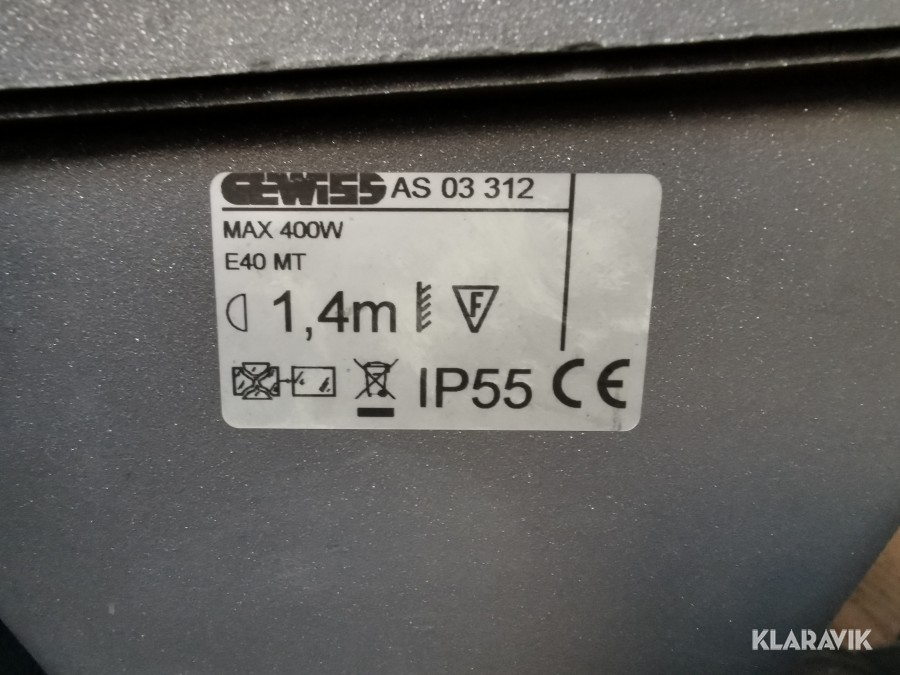 GEWISS AS 03 312
MAX 400W
E40 MT
1,4m F
IP55 CE
KLARAVIK